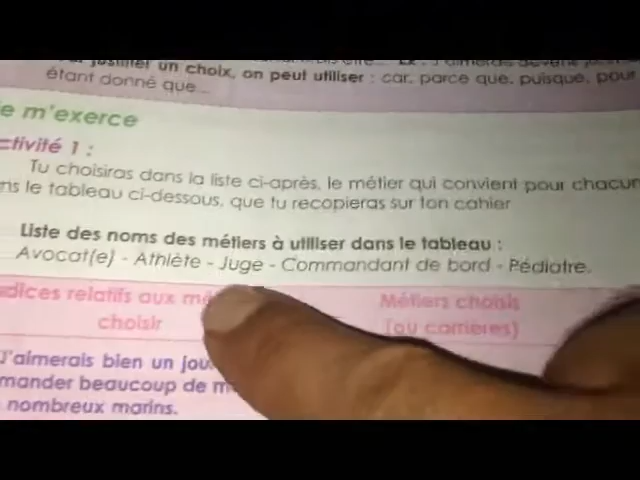 justifier un choix, on peut utiliser : car, parce que, puisque, pour
étant donné que...
e m'exerce
ctivité 1 :
Tu choisiras dans la liste ci-après, le métier qui convient pour chacun
ns le tableau ci-dessous, que tu recopieras sur ton cahier
Liste des noms des métiers à utiliser dans le tableau :
Avocat(e) - Athlète - Juge - Commandant de bord - Pédiatre.
dices relatifs aux mé
choisir
Métiers choisis
(ou carrières)
J'aimerais bien un jou
mander beaucoup de m
nombreux marins.